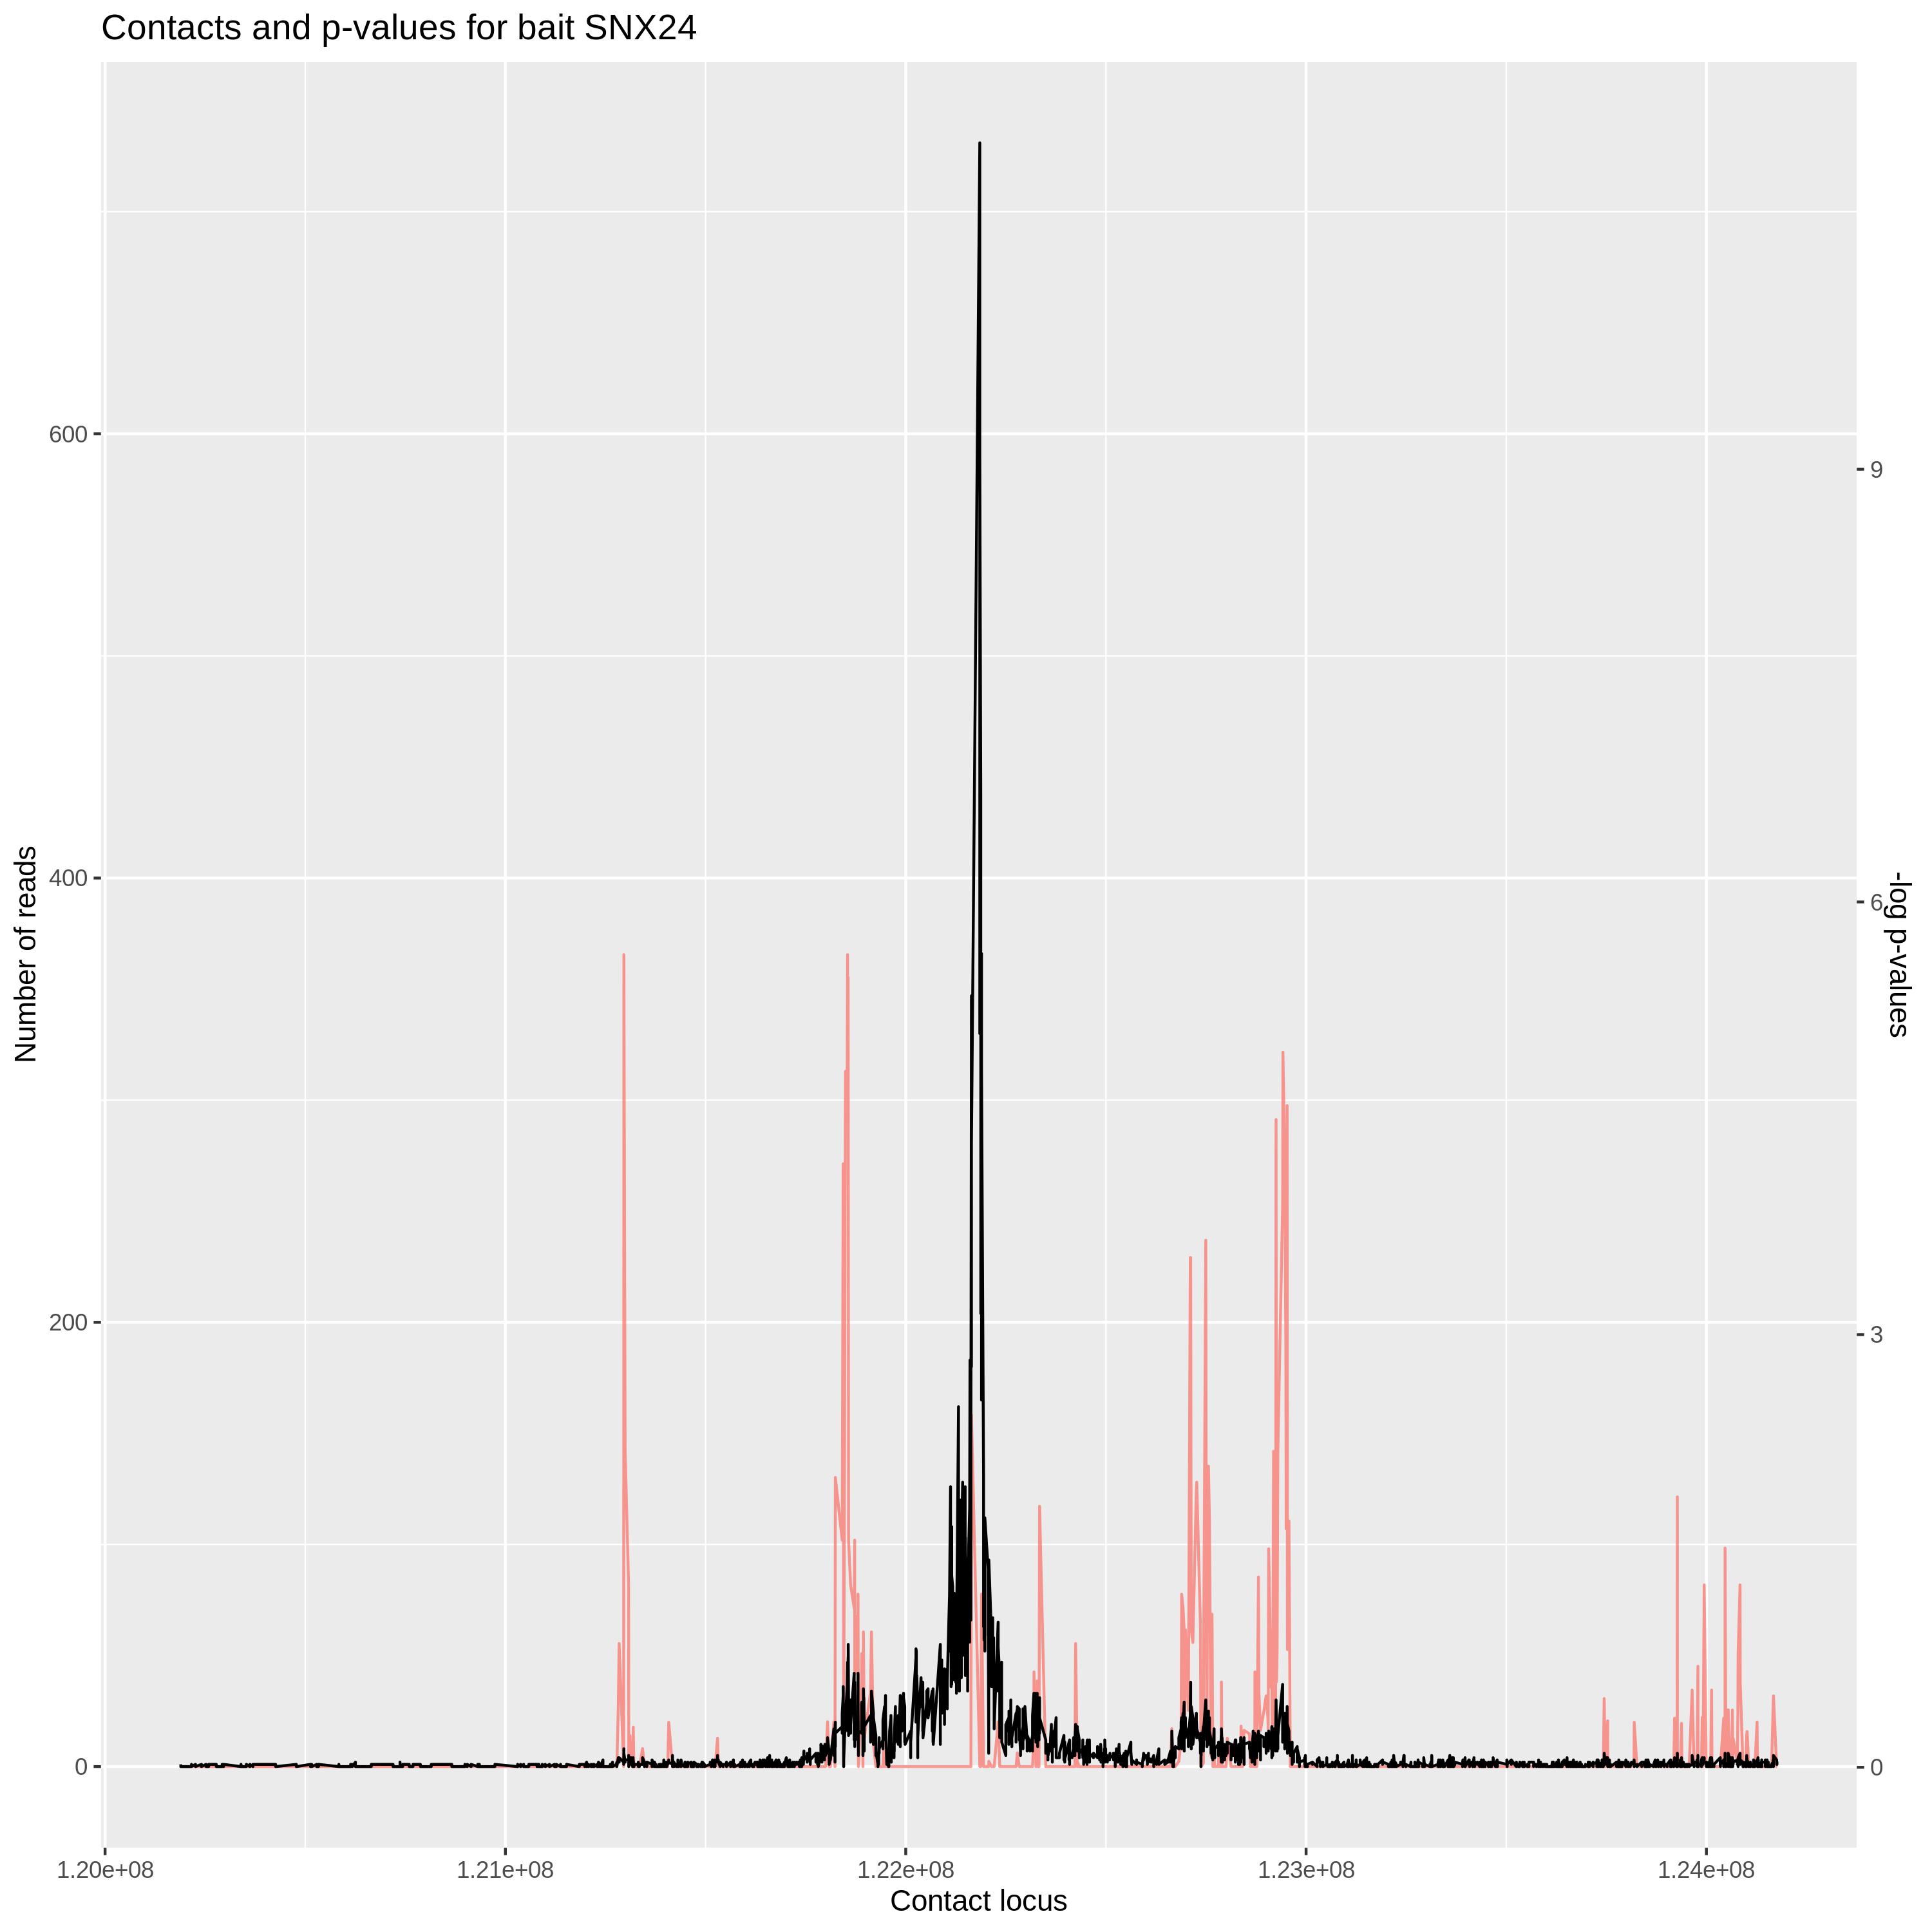 Contacts and p-values for bait SNX24
Number of reads
600
400
200
0
9
6
3
0
-log p-values
1.20e+08
1.21e+08
1.22e+08
1.23e+08
1.24e+08
Contact locus